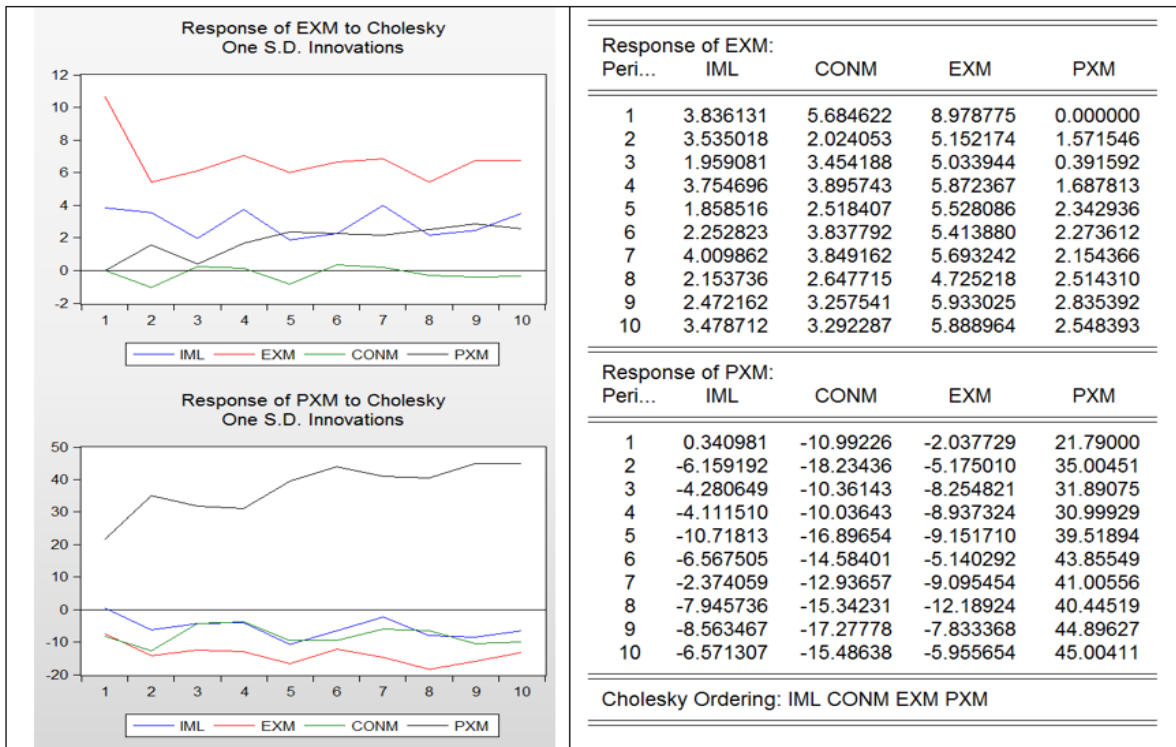 Response of EXM to Cholesky
One S.D. Innovations
12
10
8
6
4
2
0
-2
1 2 3 4 5 6 7 8 9 10
IML EXM CONM PXM
Response of PXM to Cholesky
One S.D. Innovations
50
40
30
20
10
0
-10
-20
1 2 3 4 5 6 7 8 9 10
IML EXM CONM PXM
Response of EXM:
Peri... IML CONM EXM PXM
1 3.836131 5.684622 8.978775 0.000000
2 3.535018 2.024053 5.152174 1.571546
3 1.959081 3.454188 5.033944 0.391592
4 3.754696 3.895743 5.872367 1.687813
5 1.858516 2.518407 5.528086 2.342936
6 2.252823 3.837792 5.413880 2.273612
7 4.009862 3.849162 5.693242 2.154366
8 2.153736 2.647715 4.725218 2.514310
9 2.472162 3.257541 5.933025 2.835392
10 3.478712 3.292287 5.888964 2.548393
Response of PXM:
Peri... IML CONM EXM PXM
1 0.340981 -10.99226 -2.037729 21.79000
2 -6.159192 -18.23436 -5.175010 35.00451
3 -4.280649 -10.36143 -8.254821 31.89075
4 -4.111510 -10.03643 -8.937324 30.99929
5 -10.71813 -16.89654 -9.151710 39.51894
6 -6.567505 -14.58401 -5.140292 43.85549
7 -2.374059 -12.93657 -9.095454 41.00556
8 -7.945736 -15.34231 -12.18924 40.44519
9 -8.563467 -17.27778 -7.833368 44.89627
10 -6.571307 -15.48638 -5.955654 45.00411
Cholesky Ordering: IML CONM EXM PXM